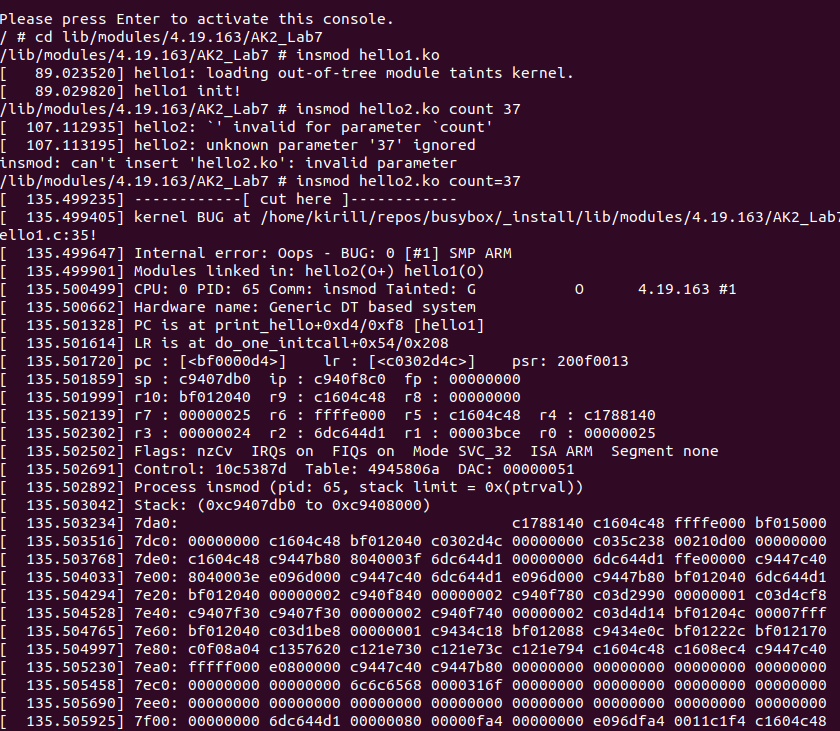 Please press Enter to activate this console.
/ # cd lib/modules/4.19.163/AK2_Lab7
/lib/modules/4.19.163/AK2_Lab7 # insmod hello1.ko
[   89.023520] hello1: loading out-of-tree module taints kernel.
[   89.029820] hello1 init!
/lib/modules/4.19.163/AK2_Lab7 # insmod hello2.ko count 37
[  107.112935] hello2: `' invalid for parameter `count'
[  107.113195] hello2: unknown parameter '37' ignored
insmod: can't insert 'hello2.ko': invalid parameter
/lib/modules/4.19.163/AK2_Lab7 # insmod hello2.ko count=37
[  135.499235] ------------[ cut here ]------------
[  135.499405] kernel BUG at /home/kirill/repos/busybox/_install/lib/modules/4.19.163/AK2_Lab7
ello1.c:35!
[  135.499647] Internal error: Oops - BUG: 0 [#1] SMP ARM
[  135.499901] Modules linked in: hello2(O+) hello1(O)
[  135.500499] CPU: 0 PID: 65 Comm: insmod Tainted: G           O      4.19.163 #1
[  135.500662] Hardware name: Generic DT based system
[  135.501328] PC is at print_hello+0xd4/0xf8 [hello1]
[  135.501614] LR is at do_one_initcall+0x54/0x208
[  135.501720] pc : [<bf0000d4>]    lr : [<c0302d4c>]    psr: 200f0013
[  135.501859] sp : c9407db0  ip : c940f8c0  fp : 00000000
[  135.501999] r10: bf012040  r9 : c1604c48  r8 : 00000000
[  135.502139] r7 : 00000025  r6 : ffffe000  r5 : c1604c48  r4 : c1788140
[  135.502302] r3 : 00000024  r2 : 6dc644d1  r1 : 00003bce  r0 : 00000025
[  135.502502] Flags: nzCv  IRQs on  FIQs on  Mode SVC_32  ISA ARM  Segment none
[  135.502691] Control: 10c5387d  Table: 4945806a  DAC: 00000051
[  135.502892] Process insmod (pid: 65, stack limit = 0x(ptrval))
[  135.503042] Stack: (0xc9407db0 to 0xc9408000)
[  135.503234] 7da0:                                     c1788140 c1604c48 ffffe000 bf015000
[  135.503516] 7dc0: 00000000 c1604c48 bf012040 c0302d4c 00000000 c035c238 00210d00 00000000
[  135.503768] 7de0: c1604c48 c9447b80 8040003f 6dc644d1 00000000 6dc644d1 ffe00000 c9447c40
[  135.504033] 7e00: 8040003e e096d000 c9447c40 6dc644d1 e096d000 c9447b80 bf012040 6dc644d1
[  135.504294] 7e20: bf012040 00000002 c940f840 00000002 c940f780 c03d2990 00000001 c03d4cf8
[  135.504528] 7e40: c9407f30 c9407f30 00000002 c940f740 00000002 c03d4d14 bf01204c 00007fff
[  135.504765] 7e60: bf012040 c03d1be8 00000001 c9434c18 bf012088 c9434e0c bf01222c bf012170
[  135.504997] 7e80: c0f08a04 c1357620 c121e730 c121e73c c121e794 c1604c48 c1608ec4 c9447c40
[  135.505230] 7ea0: fffff000 e0800000 c9447c40 c9447b80 00000000 00000000 00000000 00000000
[  135.505458] 7ec0: 00000000 00000000 6c6c6568 0000316f 00000000 00000000 00000000 00000000
[  135.505690] 7ee0: 00000000 00000000 00000000 00000000 00000000 00000000 00000000 00000000
[  135.505925] 7f00: 00000000 6dc644d1 00000080 00000fa4 00000000 e096dfa4 0011c1f4 c1604c48